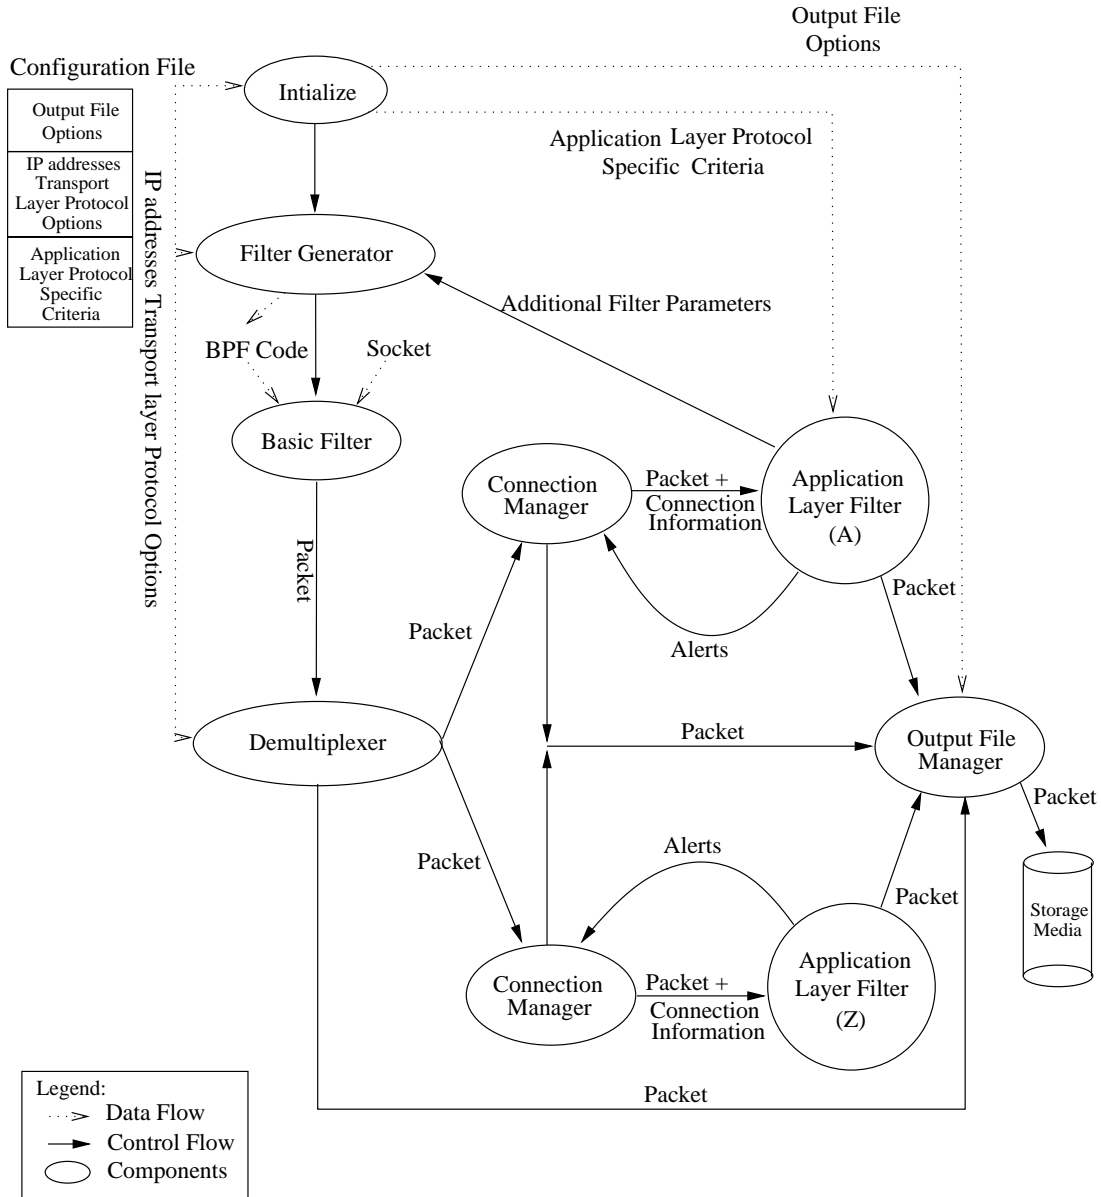 Output File
Options
Configuration File
Intialize
Output File
Options
Application Layer Protocol
Specific Criteria
IP addresses
Transport
Layer Protocol
Options
IP addresses Transport layer Protocol Options
Filter Generator
Application
Layer Protocol
Specific
Criteria
Additional Filter Parameters
BPF Code
Socket
Basic Filter
Connection
Manager
Packet +
Connection
Information
Application
Layer Filter
(A)
Packet
Packet
Packet
Alerts
Demultiplexer
Packet
Output File
Manager
Packet
Packet
Alerts
Packet
Storage
Media
Connection
Manager
Packet +
Connection
Information
Application
Layer Filter
(Z)
Packet
Legend:
Data Flow
Control Flow
Components